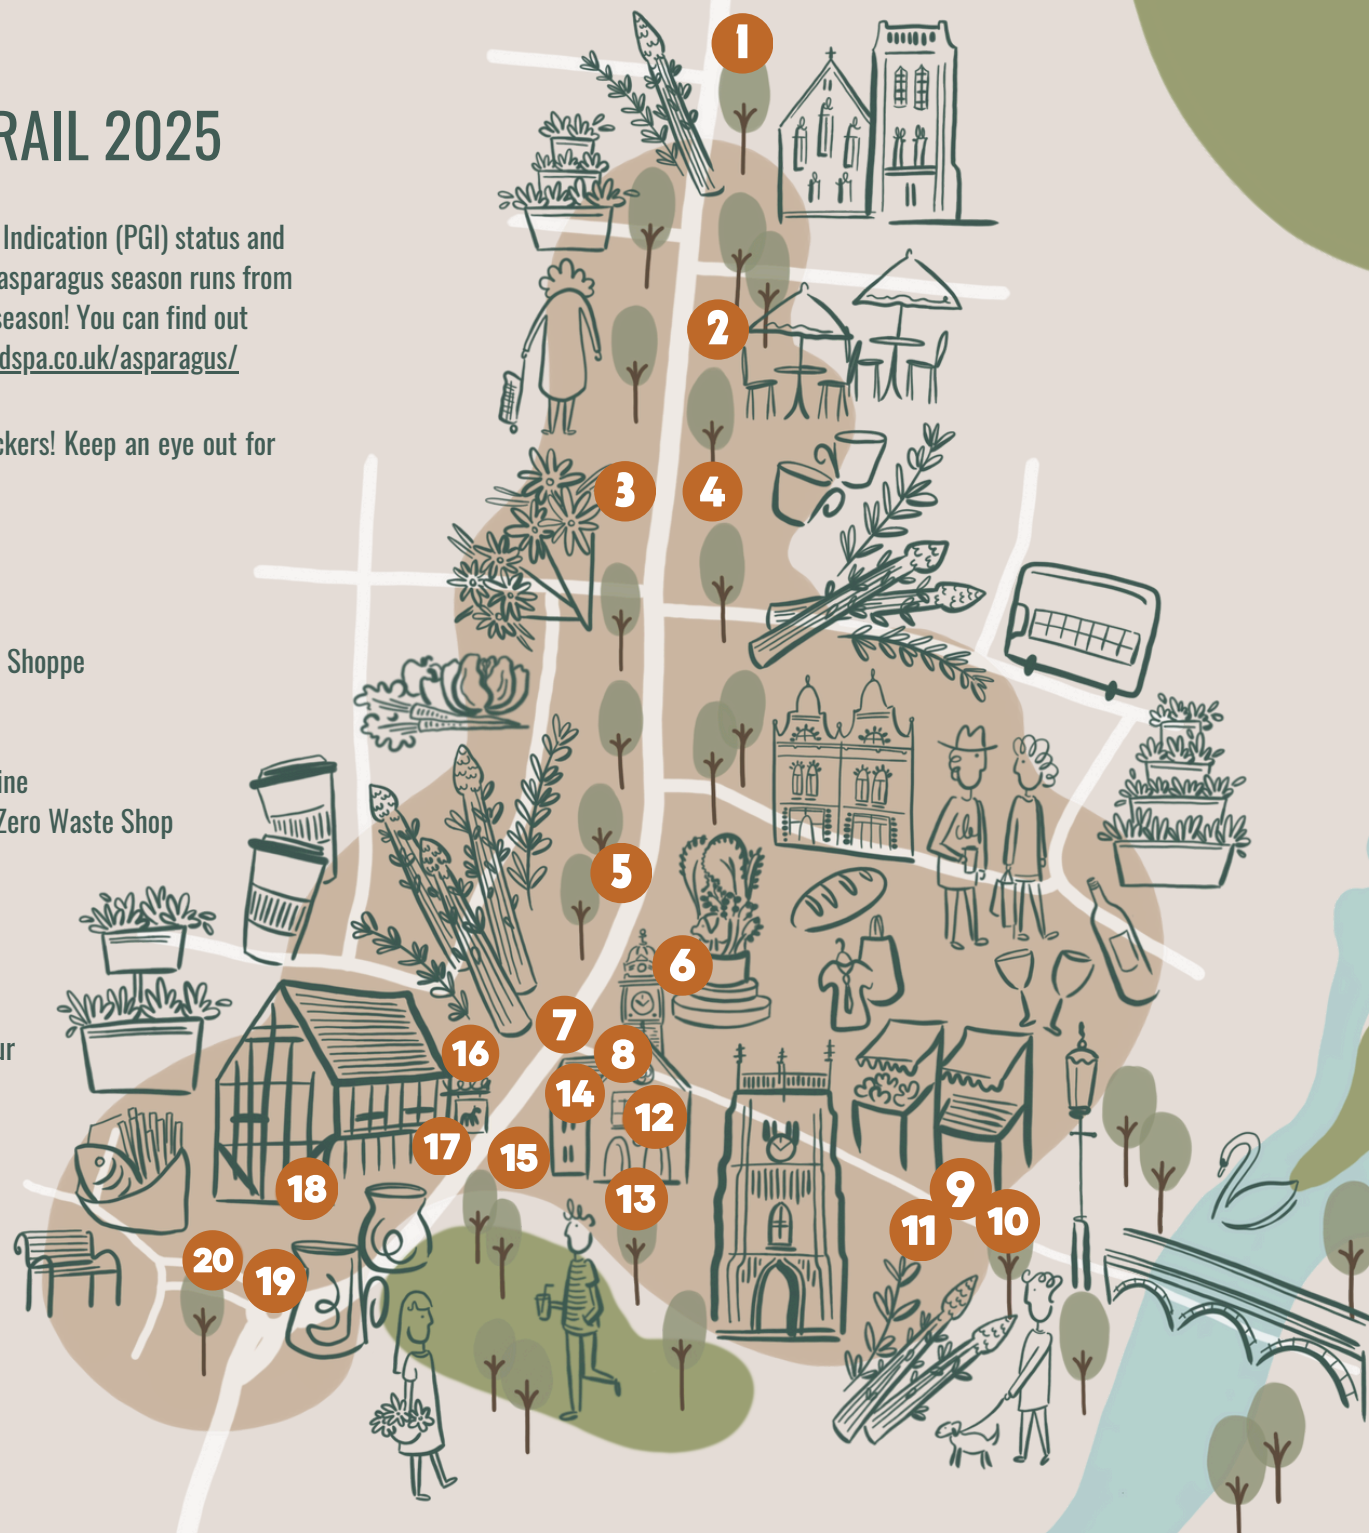 RAIL 2025
Indication (PGI) status and
asparagus season runs from
season! You can find out
dspa.co.uk/asparagus/
ckers! Keep an eye out for
Shoppe
ine
Zero Waste Shop
ur
1
2
3
4
5
6
7
8
16
14
12
17
15
18
13
9
10
11
20
19